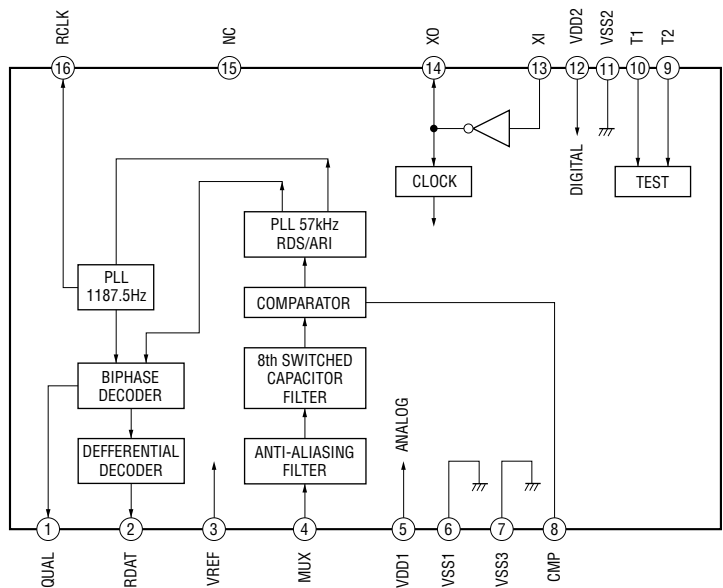 RCLK
NC
XO
XI
VDD2
VSS2
T1
T2
16
15
14
13
12
11
10
9
CLOCK
DIGITAL
TEST
PLL 57kHz
RDS/ARI
PLL
1187.5Hz
COMPARATOR
8th SWITCHED
CAPACITOR
FILTER
BIPHASE
DECODER
DEFFERENTIAL
DECODER
ANTI-ALIASING
FILTER
ANALOG
1
2
3
4
5
6
7
8
QUAL
RDAT
VREF
MUX
VDD1
VSS1
VSS3
CMP